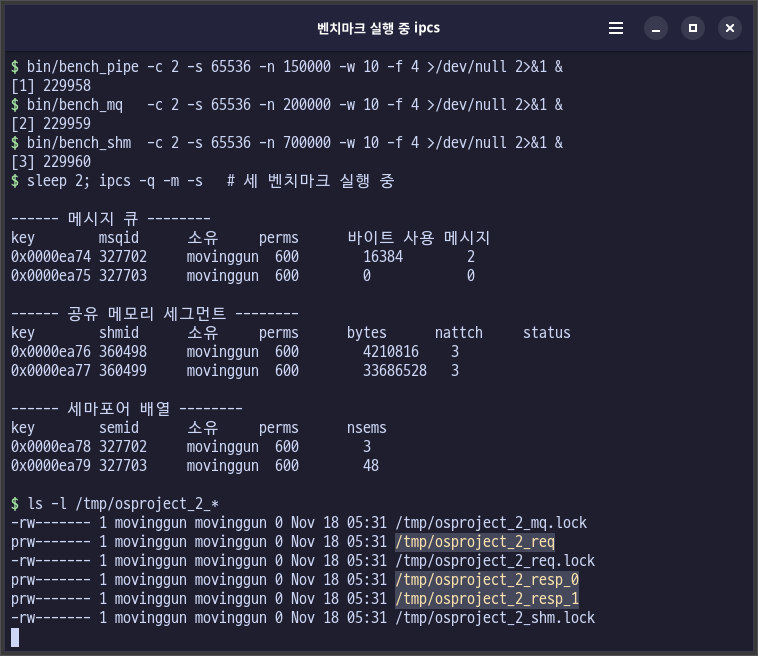 벤치마크 실행 중 ipcs
$ bin/bench_pipe -c 2 -s 65536 -n 150000 -w 10 -f 4 >/dev/null 2>&1 &
[1] 229958
$ bin/bench_mq   -c 2 -s 65536 -n 200000 -w 10 -f 4 >/dev/null 2>&1 &
[2] 229959
$ bin/bench_shm  -c 2 -s 65536 -n 700000 -w 10 -f 4 >/dev/null 2>&1 &
[3] 229960
$ sleep 2; ipcs -q -m -s   # 세 벤치마크 실행 중
------ 메시지 큐 --------
key        msqid      소유     perms      바이트 사용 메시지
0x0000ea74 327702     movinggun  600        16384        2
0x0000ea75 327703     movinggun  600        0            0
------ 공유 메모리 세그먼트 --------
key        shmid      소유     perms      bytes      nattch     status
0x0000ea76 360498     movinggun  600        4210816    3
0x0000ea77 360499     movinggun  600        33686528   3
------ 세마포어 배열 --------
key        semid      소유     perms      nsems
0x0000ea78 327702     movinggun  600        3
0x0000ea79 327703     movinggun  600        48
$ ls -l /tmp/osproject_2_*
-rw------- 1 movinggun movinggun 0 Nov 18 05:31 /tmp/osproject_2_mq.lock
prw------- 1 movinggun movinggun 0 Nov 18 05:31 /tmp/osproject_2_req
-rw------- 1 movinggun movinggun 0 Nov 18 05:31 /tmp/osproject_2_req.lock
prw------- 1 movinggun movinggun 0 Nov 18 05:31 /tmp/osproject_2_resp_0
prw------- 1 movinggun movinggun 0 Nov 18 05:31 /tmp/osproject_2_resp_1
-rw------- 1 movinggun movinggun 0 Nov 18 05:31 /tmp/osproject_2_shm.lock